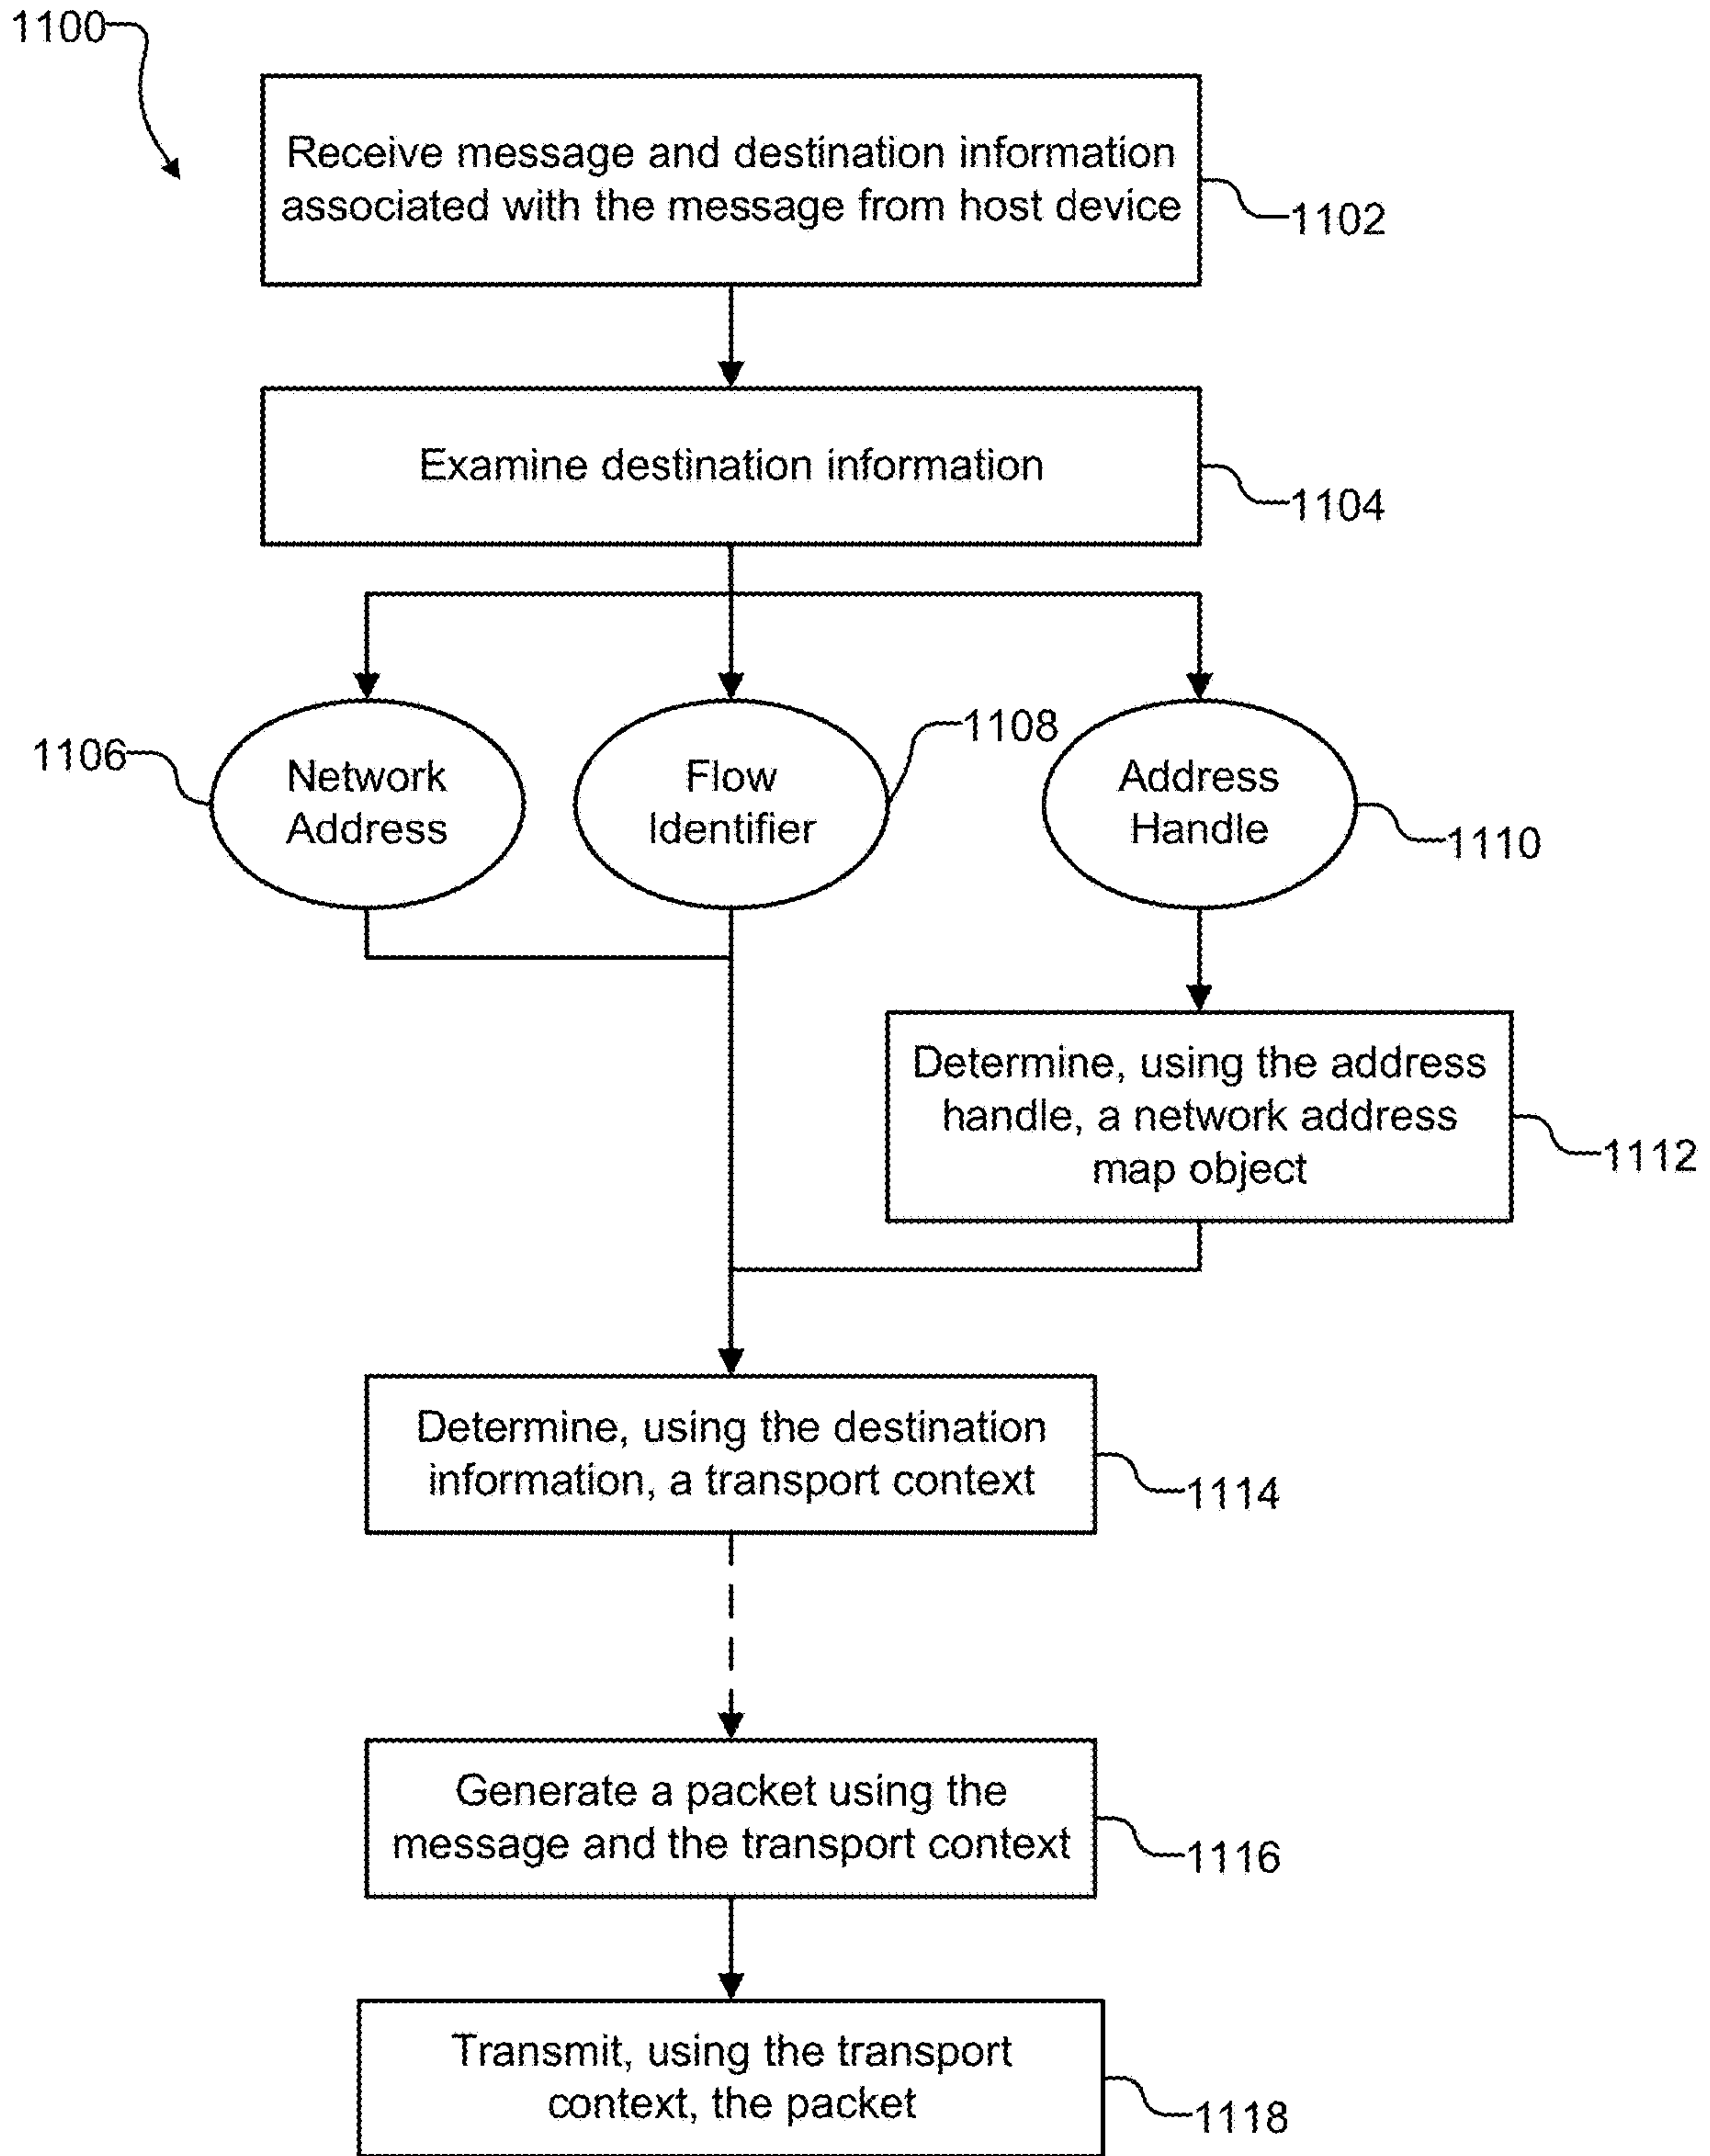 1100
Receive message and destination information
associated with the message from host device
1102
Examine destination information
1104
1106
Network
Address
Flow
Identifier
1108
Address
Handle
1110
Determine, using the address
handle, a network address
map object
1112
Determine, using the destination
information, a transport context
1114
Generate a packet using the
message and the transport context
1116
Transmit, using the transport
context, the packet
1118